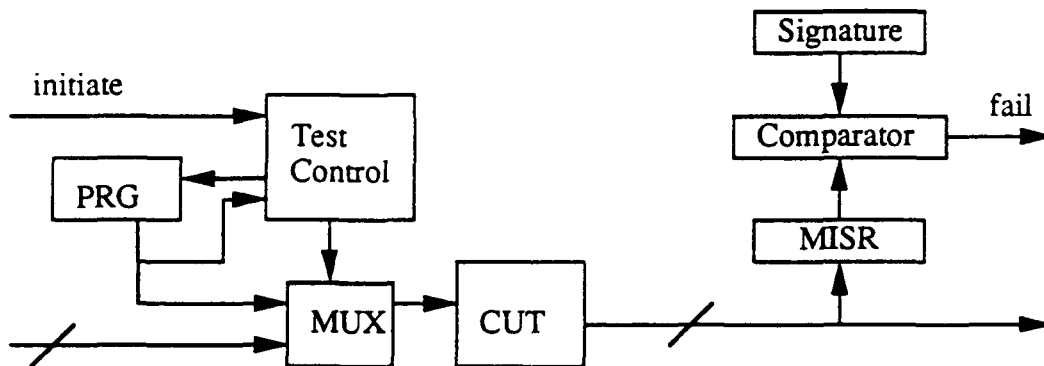 Signature
initiate
fail
Test
Control
Comparator
PRG
MISR
MUX
CUT